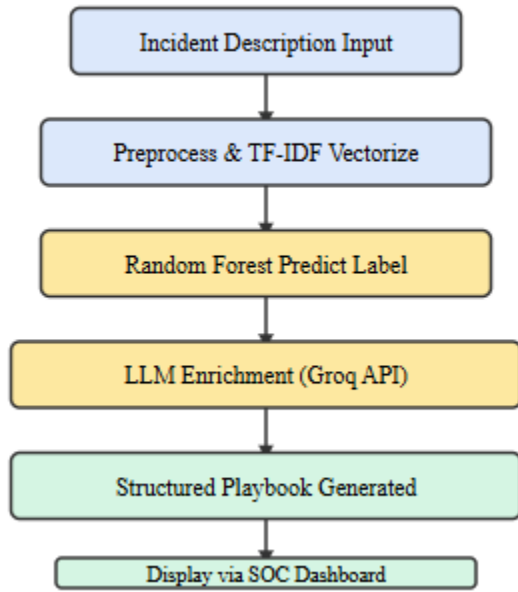 Incident Description Input
Preprocess & TF-IDF Vectorize
Random Forest Predict Label
LLM Enrichment (Groq API)
Structured Playbook Generated
Display via SOC Dashboard